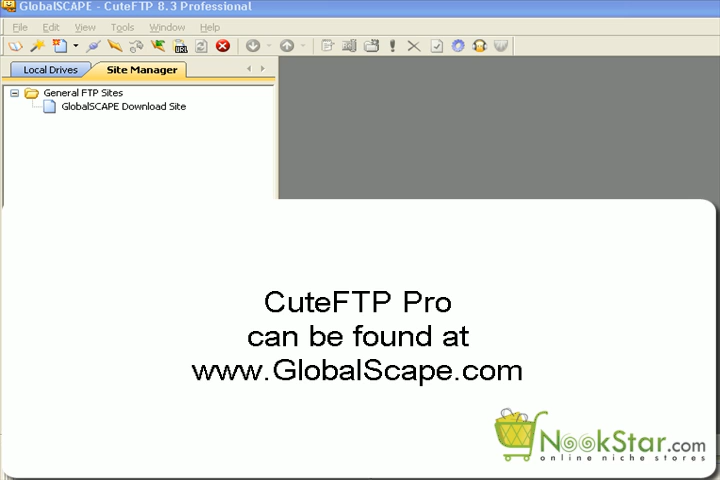 GlobalSCAPE - CuteFTP 8.3 Professional
File Edit View Tools Window Help
URL
Local Drives Site Manager
General FTP Sites
GlobalSCAPE Download Site
CuteFTP Pro
can be found at
www.GlobalScape.com
NookStar.com
online niche stores